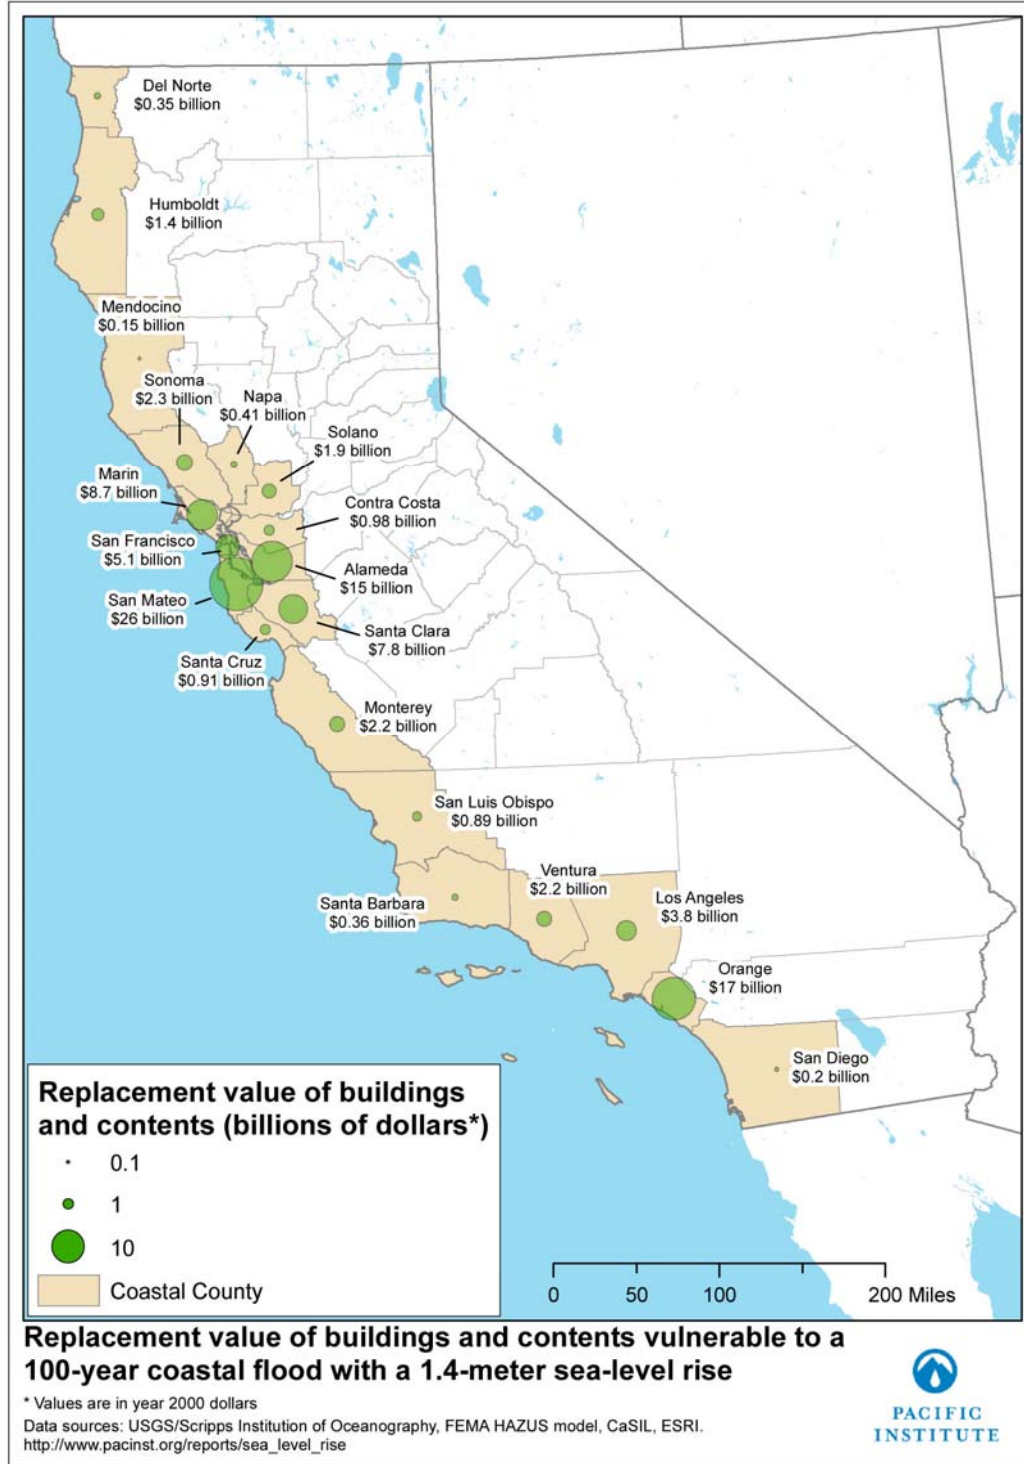 Del Norte
$0.35 billion
Humboldt
$1.4 billion
Mendocino
$0.15 billion
Sonoma
$2.3 billion
Napa
$0.41 billion
Solano
$1.9 billion
Marin
$8.7 billion
Contra Costa
$0.98 billion
San Francisco
$5.1 billion
Alameda
$15 billion
San Mateo
$26 billion
Santa Clara
$7.8 billion
Santa Cruz
$0.91 billion
Monterey
$2.2 billion
San Luis Obispo
$0.89 billion
Ventura
$2.2 billion
Santa Barbara
$0.36 billion
Los Angeles
$3.8 billion
Orange
$17 billion
San Diego
$0.2 billion
Replacement value of buildings
and contents (billions of dollars*)
0.1
1
10
Coastal County
0 50 100 200 Miles
Replacement value of buildings and contents vulnerable to a
100-year coastal flood with a 1.4-meter sea-level rise
* Values are in year 2000 dollars
Data sources: USGS/Scripps Institution of Oceanography, FEMA HAZUS model, CaSIL, ESRI.
http://www.pacinst.org/reports/sea_level_rise
PACIFIC
INSTITUTE